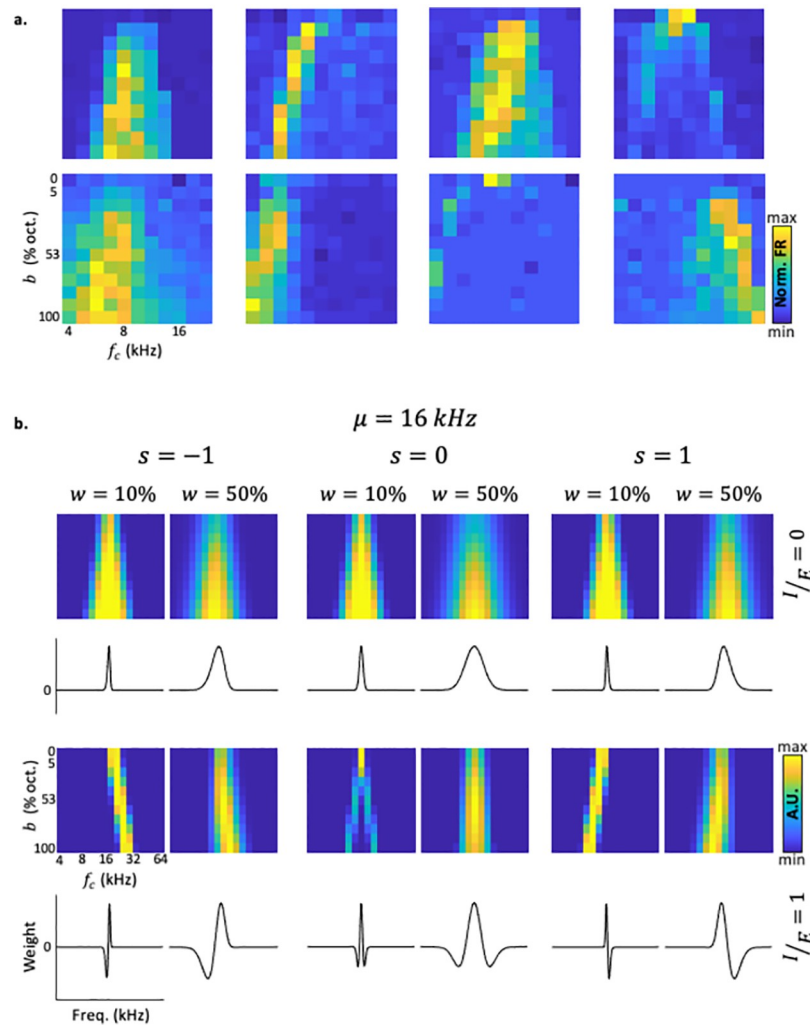 a.
0
5
53
100
b (% oct.)
4 8 16
f_c (kHz)
max
Norm. FR
min
b.
μ = 16 kHz
s = −1 s = 0 s = 1
w = 10% w = 50% w = 10% w = 50% w = 10% w = 50%
I/E = 0
0
0
5
53
100
b (% oct.)
4 8 16 32 64
f_c (kHz)
max
A.U.
min
Weight
0
I/E = 1
Freq. (kHz)